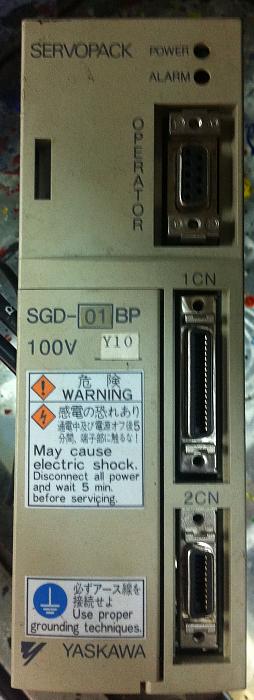 SERVOPACK
POWER
ALARM
OPERATOR
1CN
SGD-01BP
100V Y10
危険
WARNING
感電の恐れあり
通電中及び電源オフ後5
分間、端子部に触るな!
May cause
electric shock.
Disconnect all power
and wait 5 min.
before servicing.
2CN
必ずアース線を
接続せよ
Use proper
grounding techniques.
YASKAWA